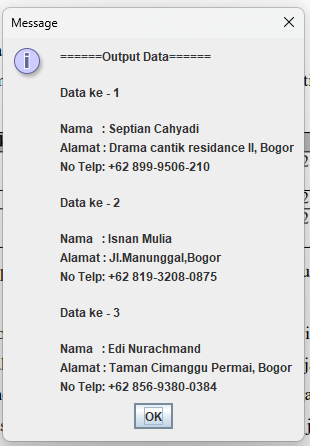 Message
======Output Data======
Data ke - 1
Nama : Septian Cahyadi
Alamat : Drama cantik residance II, Bogor
No Telp: +62 899-9506-210
Data ke - 2
Nama : Isnan Mulia
Alamat : Jl.Manunggal,Bogor
No Telp: +62 819-3208-0875
Data ke - 3
Nama : Edi Nurachmand
Alamat : Taman Cimanggu Permai, Bogor
No Telp: +62 856-9380-0384
OK